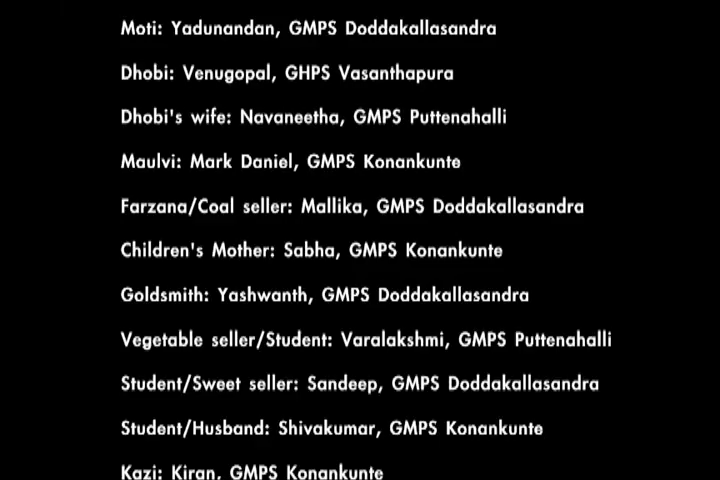 Moti: Yadunandan, GMPS Doddakallasandra
Dhobi: Venugopal, GHPS Vasanthapura
Dhobi's wife: Navaneetha, GMPS Puttenahalli
Maulvi: Mark Daniel, GMPS Konankunte
Farzana/Coal seller: Mallika, GMPS Doddakallasandra
Children's Mother: Sabha, GMPS Konankunte
Goldsmith: Yashwanth, GMPS Doddakallasandra
Vegetable seller/Student: Varalakshmi, GMPS Puttenahalli
Student/Sweet seller: Sandeep, GMPS Doddakallasandra
Student/Husband: Shivakumar, GMPS Konankunte
Kazi: Kiran, GMPS Konankunte